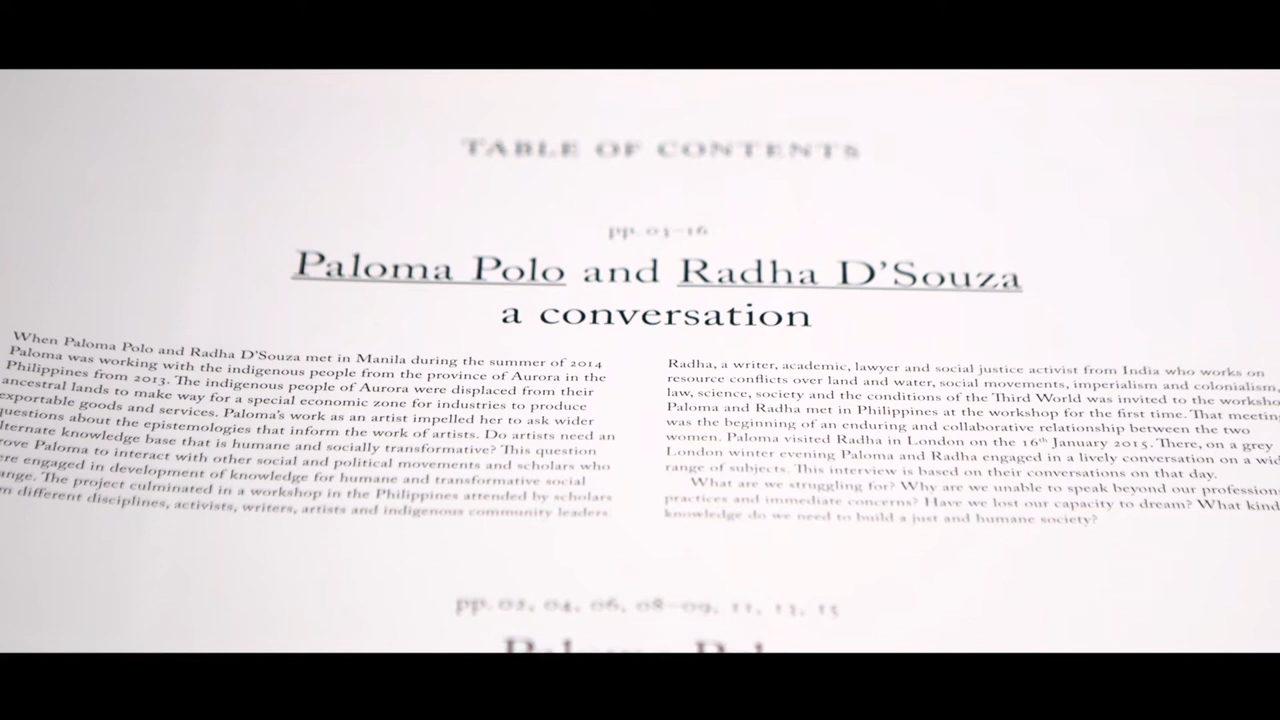 TABLE OF CONTENTS
pp. 03–16
Paloma Polo and Radha D'Souza
a conversation
When Paloma Polo and Radha D'Souza met in Manila during the summer of 2014
Paloma was working with the indigenous people from the province of Aurora in the
Philippines from 2013. The indigenous people of Aurora were displaced from their
ancestral lands to make way for a special economic zone for industries to produce
exportable goods and services. Paloma's work as an artist impelled her to ask wider
questions about the epistemologies that inform the work of artists. Do artists need an
lternate knowledge base that is humane and socially transformative? This question
rove Paloma to interact with other social and political movements and scholars who
ere engaged in development of knowledge for humane and transformative social
ange. The project culminated in a workshop in the Philippines attended by scholars
m different disciplines, activists, writers, artists and indigenous community leaders.
Radha, a writer, academic, lawyer and social justice activist from India who works on
resource conflicts over land and water, social movements, imperialism and colonialism,
law, science, society and the conditions of the Third World was invited to the worksho
Paloma and Radha met in Philippines at the workshop for the first time. That meetin
was the beginning of an enduring and collaborative relationship between the two
women. Paloma visited Radha in London on the 16th January 2015. There, on a grey
London winter evening Paloma and Radha engaged in a lively conversation on a wid
range of subjects. This interview is based on their conversations on that day.
What are we struggling for? Why are we unable to speak beyond our profession
practices and immediate concerns? Have we lost our capacity to dream? What kind
knowledge do we need to build a just and humane society?
pp. 02, 04, 06, 08–09, 11, 13, 15
Paloma Polo